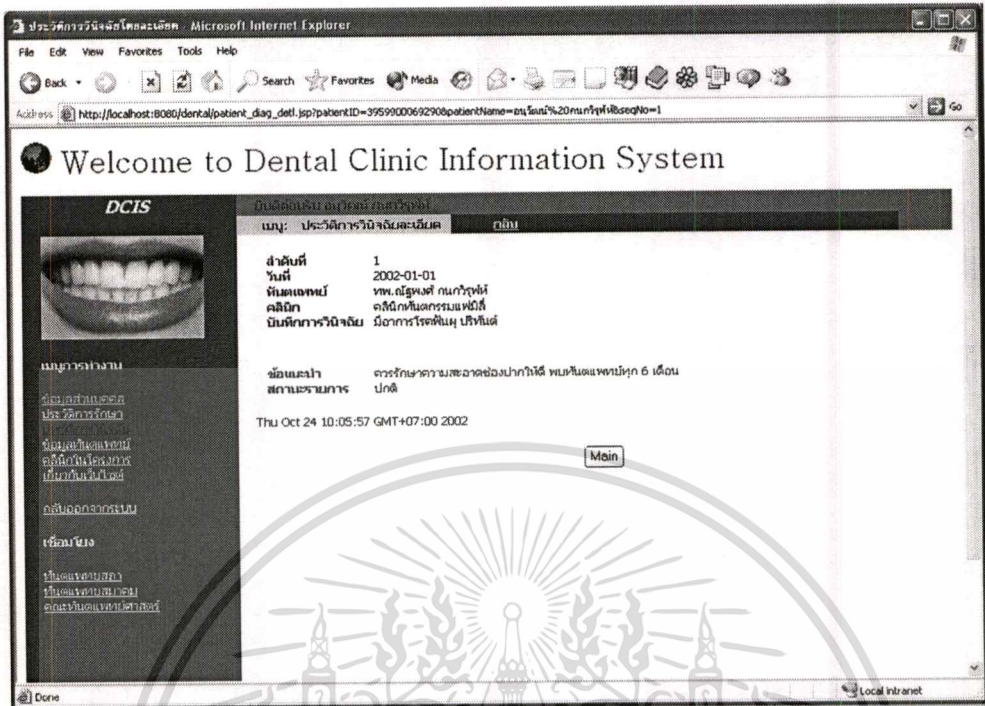 ประวัติการวินิจฉัยโดยละเอียด - Microsoft Internet Explorer
File Edit View Favorites Tools Help
Back Search Favorites Media
Address http://localhost:8080/dental/patient_diag_detl.jsp?patientID= Go
Welcome to Dental Clinic Information System
DCIS
ยินดีต้อนรับ
เมนู: ประวัติการวินิจฉัยละเอียด กลับ
ลำดับที่ 1
วันที่ 2002-01-01
ทันตแพทย์ ทพ.ณัฐพงศ์ กนกวิรุฬห์
คลินิก คลินิกทันตกรรมแฟมิลี่
บันทึกการวินิจฉัย มีอาการโรคฟันผุ ปริทันต์
ข้อแนะนำ ควรรักษาความสะอาดช่องปากให้ดี พบทันตแพทย์ทุก 6 เดือน
สถานะรายการ ปกติ
Thu Oct 24 10:05:57 GMT+07:00 2002
Main
เมนูการทำงาน
ข้อมูลส่วนบุคคล
ประวัติการรักษา
ข้อมูลทันตแพทย์
คลินิกในโครงการ
เกี่ยวกับเว็บไซต์
กลับออกจากระบบ
เชื่อมโยง
ทันตแพทยสภา
ทันตแพทยสมาคม
คณะทันตแพทย์ศาสตร์
Done Local intranet